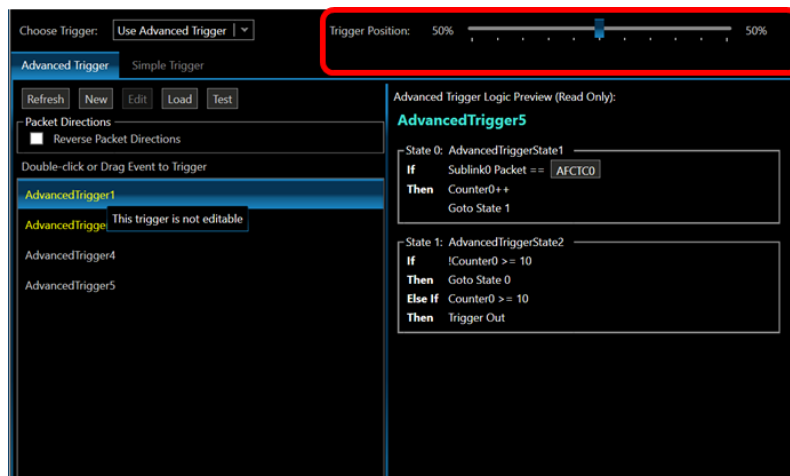 Choose Trigger: Use Advanced Trigger
Trigger Position: 50% 50%
Advanced Trigger Simple Trigger
Refresh New Edit Load Test
Packet Directions
Reverse Packet Directions
Double-click or Drag Event to Trigger
AdvancedTrigger1
This trigger is not editable
AdvancedTrigge
AdvancedTrigger4
AdvancedTrigger5
Advanced Trigger Logic Preview (Read Only):
AdvancedTrigger5
State 0: AdvancedTriggerState1
If Sublink0 Packet == AFCTC0
Then Counter0++
Goto State 1
State 1: AdvancedTriggerState2
If !Counter0 >= 10
Then Goto State 0
Else If Counter0 >= 10
Then Trigger Out